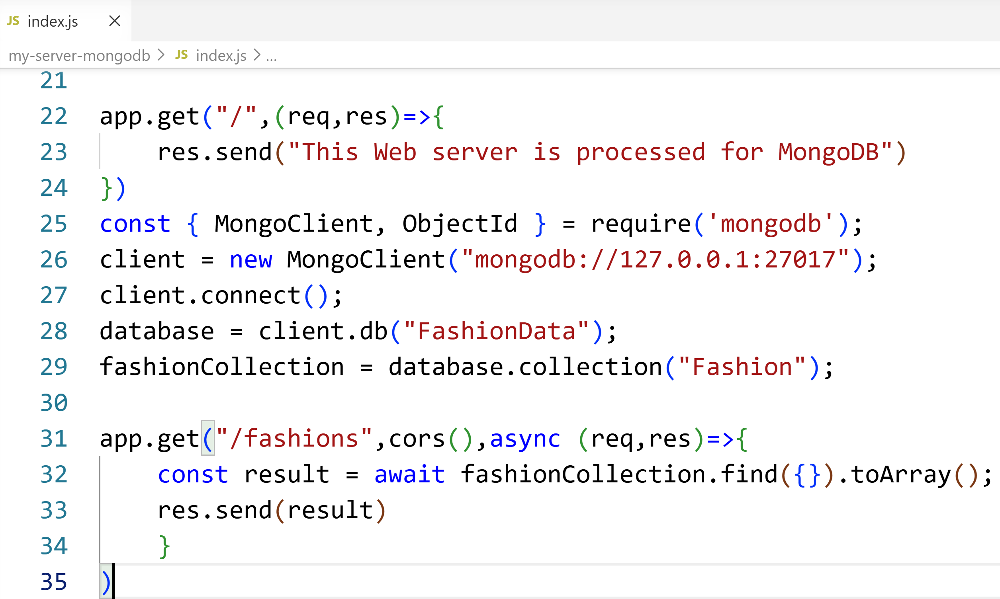 JS index.js
my-server-mongodb > JS index.js > ...
21
22 app.get("/",(req,res)=>{
23     res.send("This Web server is processed for MongoDB")
24 })
25 const { MongoClient, ObjectId } = require('mongodb');
26 client = new MongoClient("mongodb://127.0.0.1:27017");
27 client.connect();
28 database = client.db("FashionData");
29 fashionCollection = database.collection("Fashion");
30
31 app.get("/fashions",cors(),async (req,res)=>{
32     const result = await fashionCollection.find({}).toArray();
33     res.send(result)
34     }
35 )